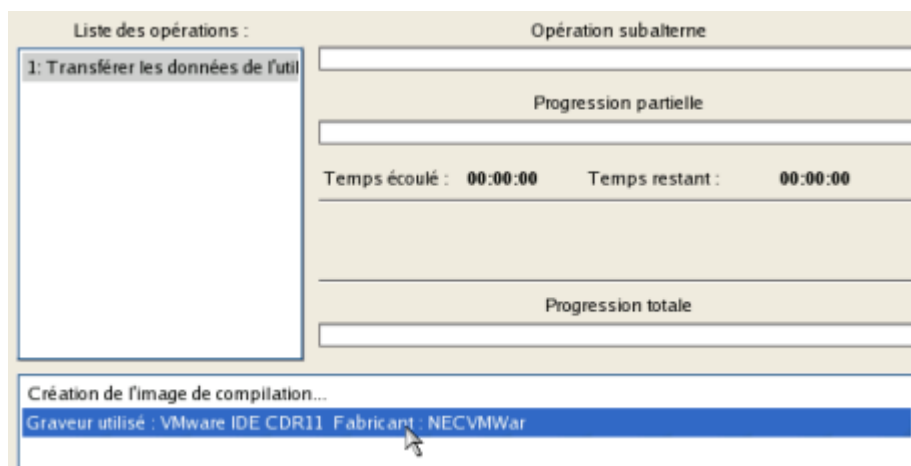 Liste des opérations :
1: Transférer les données de l'util
Opération subalterne
Progression partielle
Temps écoulé : 00:00:00 Temps restant : 00:00:00
Progression totale
Création de l'image de compilation...
Graveur utilisé : VMware IDE CDR11 Fabricant : NECVMWar